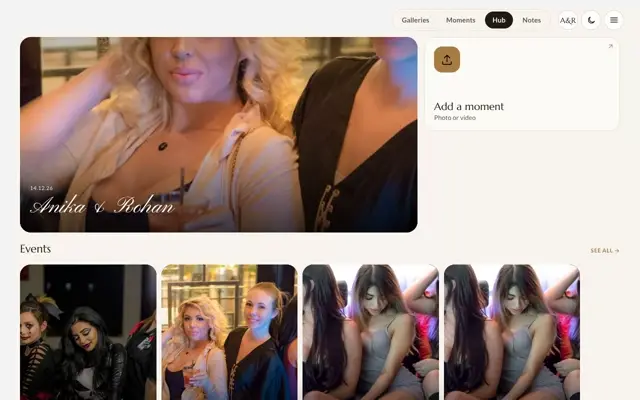 Galleries Moments Hub Notes A&R
Add a moment
Photo or video
14.12.26
Anika & Rohan
Events
SEE ALL →